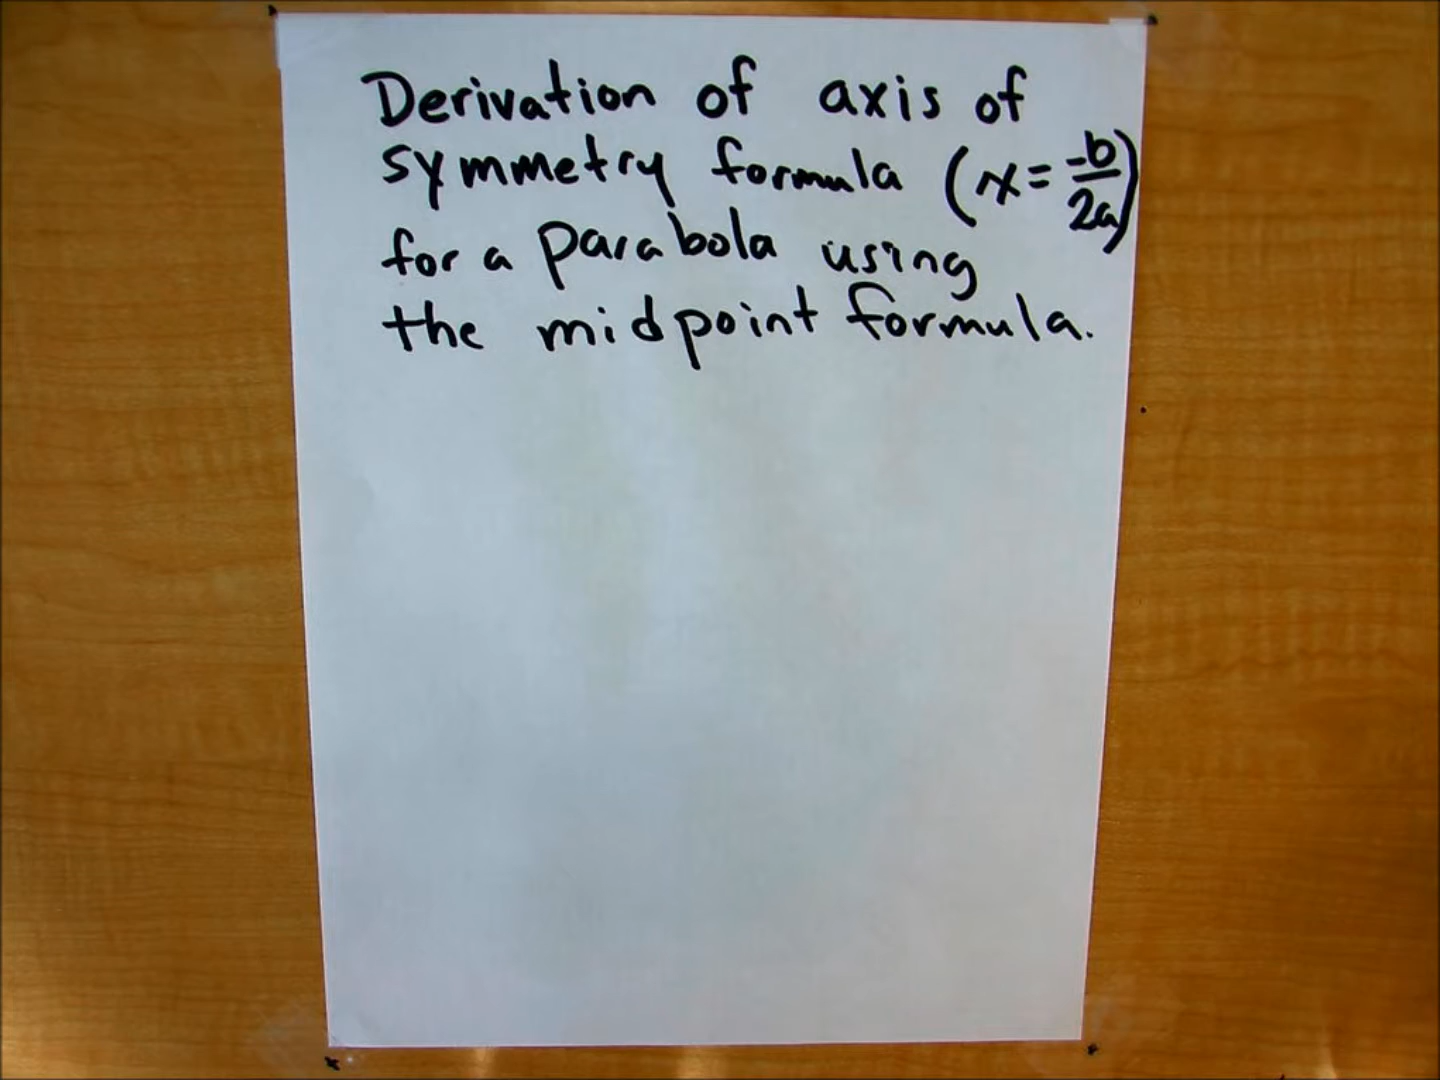 Derivation of axis of
symmetry formula (x = -b/2a)
for a parabola using
the midpoint formula.